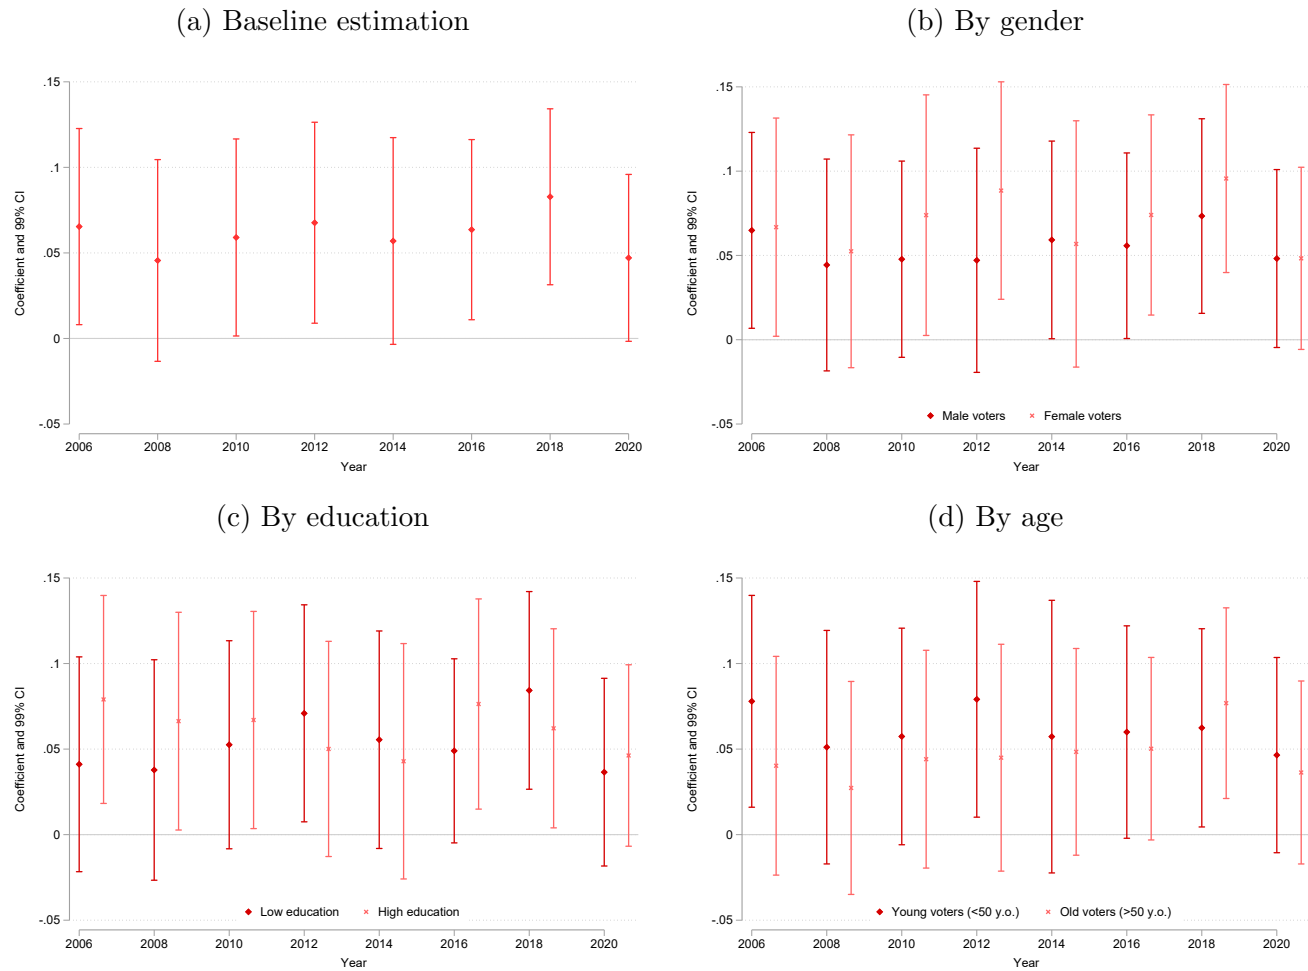 (a) Baseline estimation
.15
.1
.05
0
-.05
Coefficient and 99% CI
2006 2008 2010 2012 2014 2016 2018 2020
Year
(b) By gender
.15
.1
.05
0
-.05
Coefficient and 99% CI
Male voters Female voters
2006 2008 2010 2012 2014 2016 2018 2020
Year
(c) By education
.15
.1
.05
0
-.05
Coefficient and 99% CI
Low education High education
2006 2008 2010 2012 2014 2016 2018 2020
Year
(d) By age
.15
.1
.05
0
-.05
Coefficient and 99% CI
Young voters (<50 y.o.) Old voters (>50 y.o.)
2006 2008 2010 2012 2014 2016 2018 2020
Year